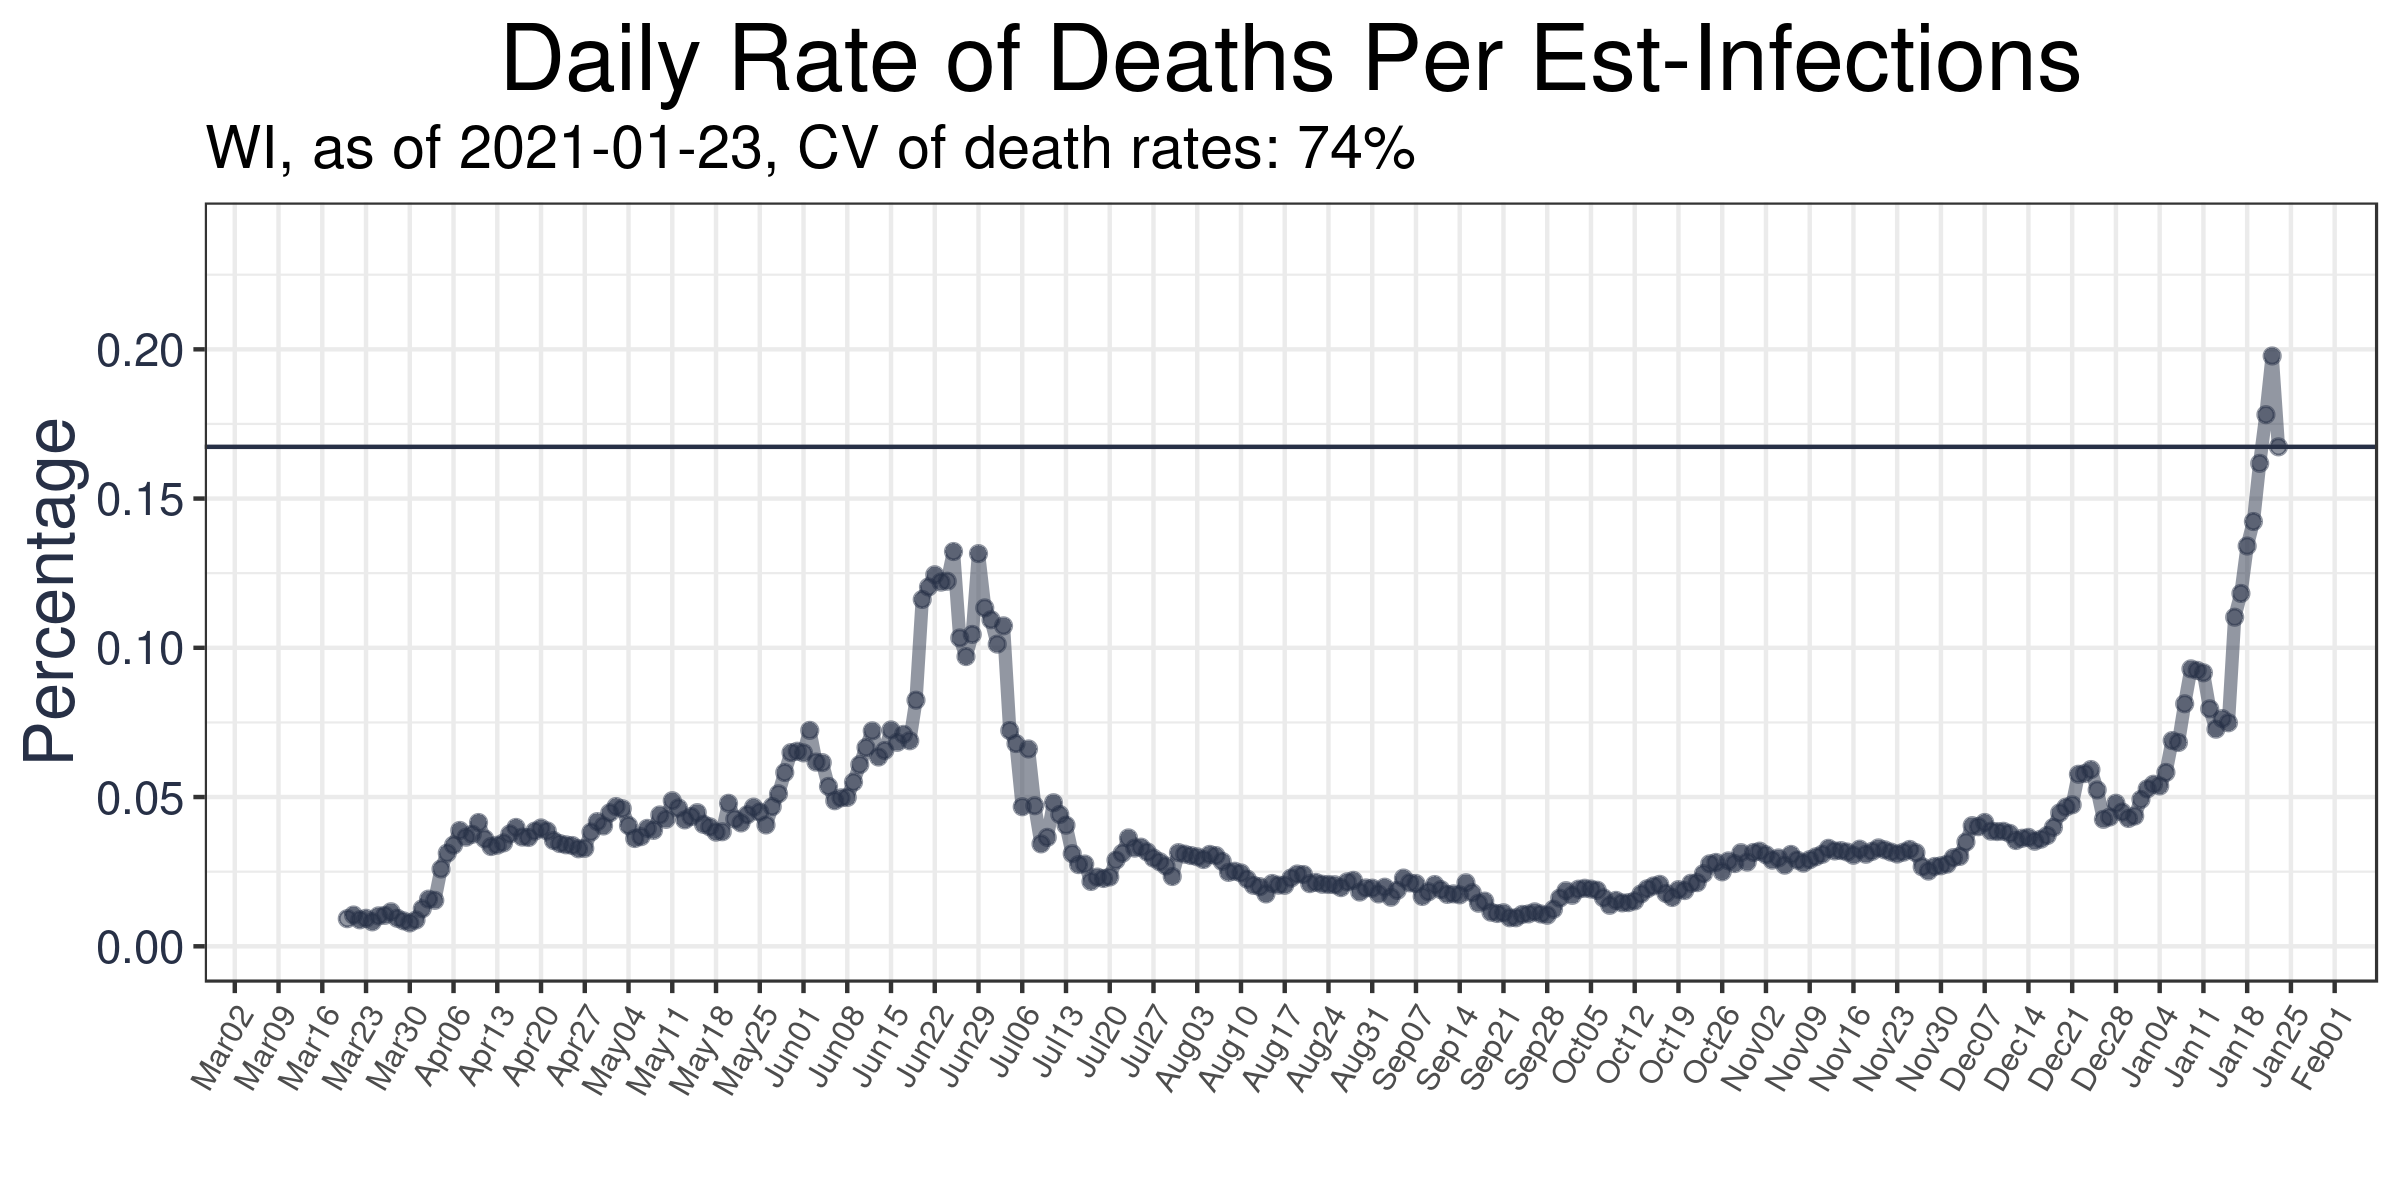 Daily Rate of Deaths Per Est-Infections
WI, as of 2021-01-23, CV of death rates: 74%
Percentage
0.20
0.15
0.10
0.05
0.00
Mar02
Mar09
Mar16
Mar23
Mar30
Apr06
Apr13
Apr20
Apr27
May04
May11
May18
May25
Jun01
Jun08
Jun15
Jun22
Jun29
Jul06
Jul13
Jul20
Jul27
Aug03
Aug10
Aug17
Aug24
Aug31
Sep07
Sep14
Sep21
Sep28
Oct05
Oct12
Oct19
Oct26
Nov02
Nov09
Nov16
Nov23
Nov30
Dec07
Dec14
Dec21
Dec28
Jan04
Jan11
Jan18
Jan25
Feb01